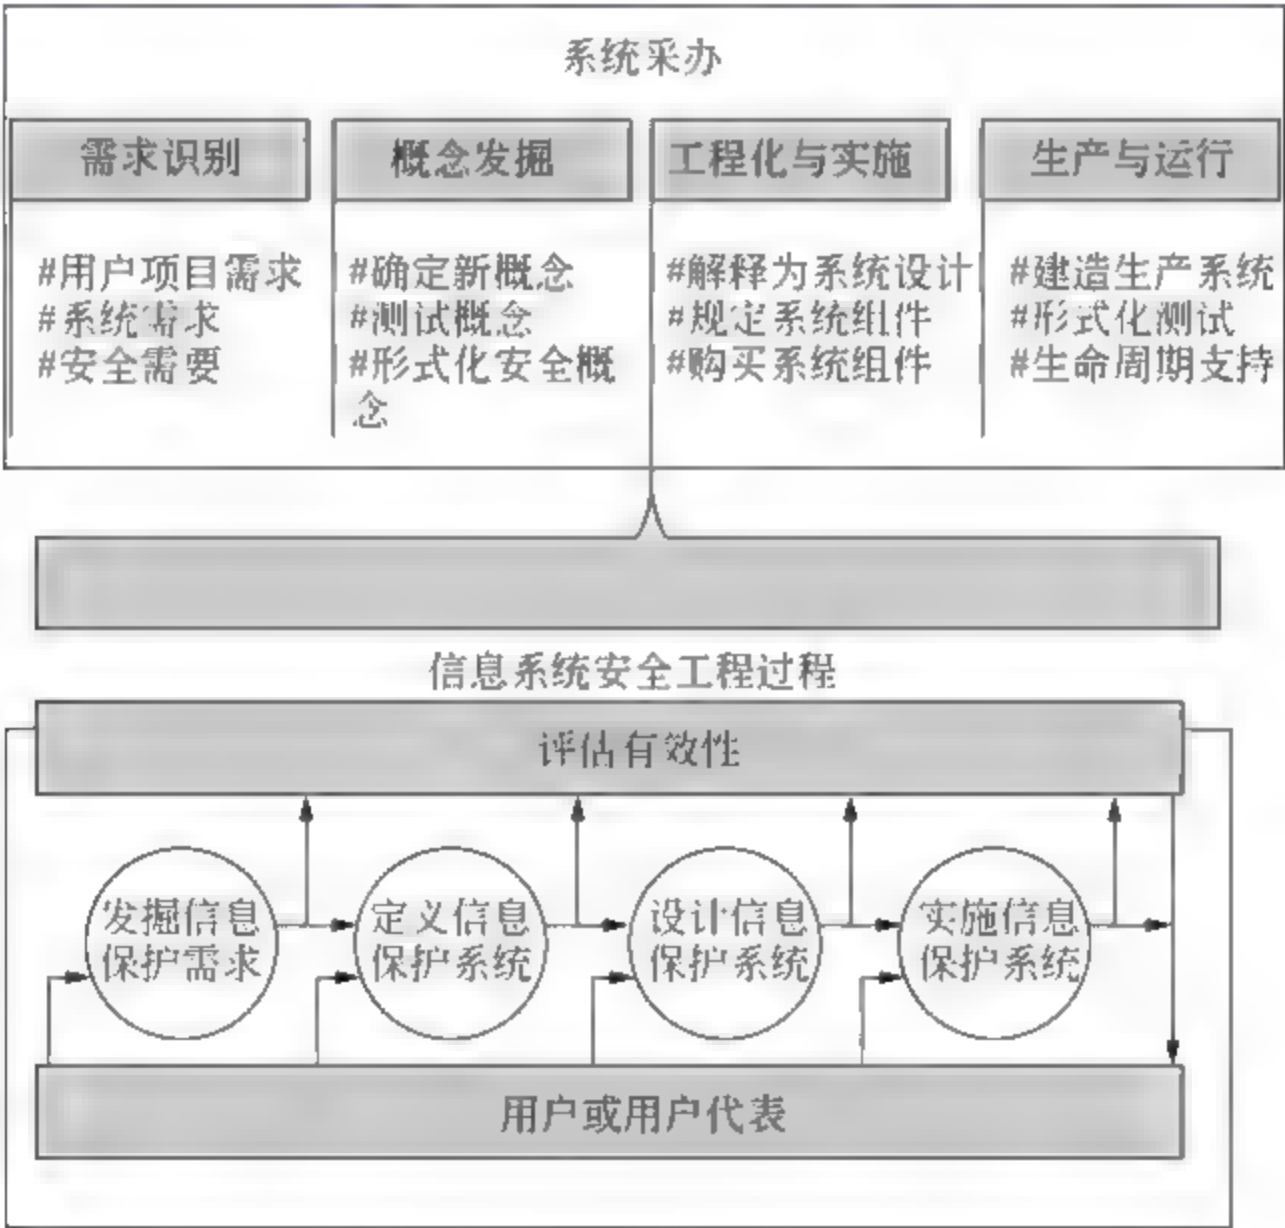 系统采办
需求识别
概念发掘
工程化与实施
生产与运行
#用户项目需求
#系统需求
#安全需要
#确定新概念
#测试概念
#形式化安全概
念
#解释为系统设计
#规定系统组件
#购买系统组件
#建造生产系统
#形式化测试
#生命周期支持
信息系统安全工程过程
评估有效性
发掘信息
保护需求
定义信息
保护系统
设计信息
保护系统
实施信息
保护系统
用户或用户代表